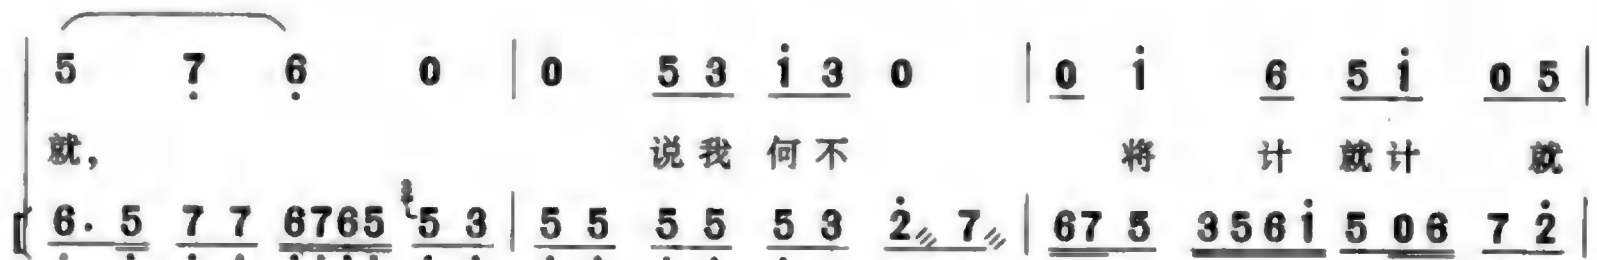 5 7̣ 6̣ 0 | 0 5 3 i 3 0 | 0 i 6 5 i 0 5 |
就， 说我 何不 将 计 就计 就
6. 5 7 7 6765 5 3 | 5 5 5 5 5 3 2̇ 7 | 67 5 356i 5 06 7 2̇ |